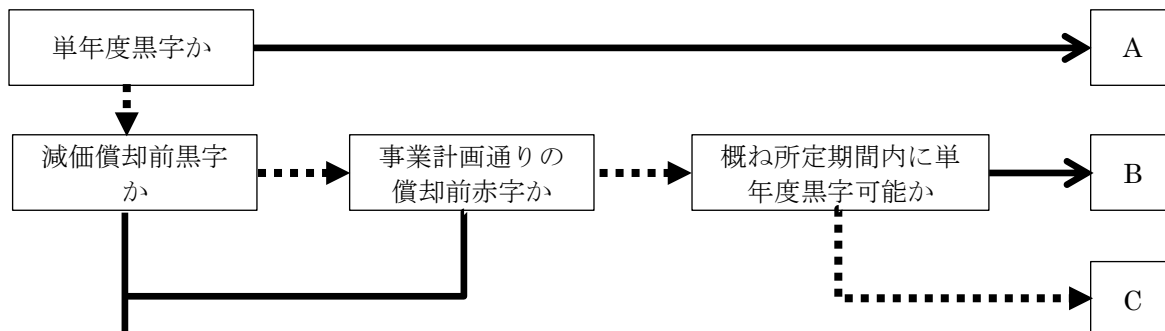 単年度黒字か
A
減価償却前黒字
か
事業計画通りの
償却前赤字か
概ね所定期間内に単
年度黒字可能か
B
C